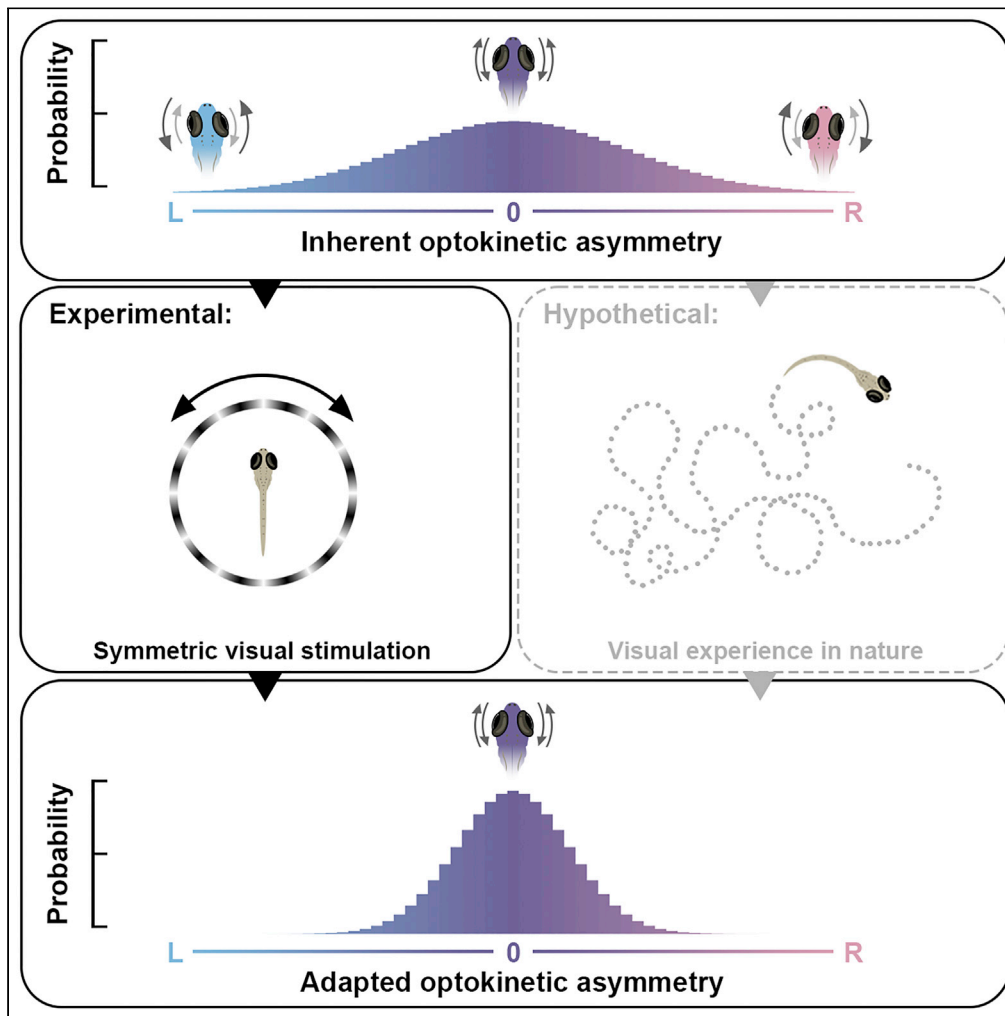 Probability
L 0 R
Inherent optokinetic asymmetry
Experimental:
Symmetric visual stimulation
Hypothetical:
Visual experience in nature
Probability
L 0 R
Adapted optokinetic asymmetry